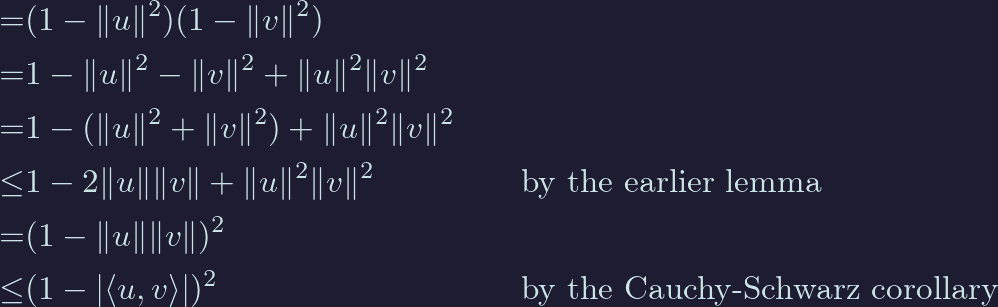 =(1 − ‖u‖²)(1 − ‖v‖²)
=1 − ‖u‖² − ‖v‖² + ‖u‖²‖v‖²
=1 − (‖u‖² + ‖v‖²) + ‖u‖²‖v‖²
≤1 − 2‖u‖‖v‖ + ‖u‖²‖v‖² by the earlier lemma
=(1 − ‖u‖‖v‖)²
≤(1 − |⟨u, v⟩|)² by the Cauchy-Schwarz corollary